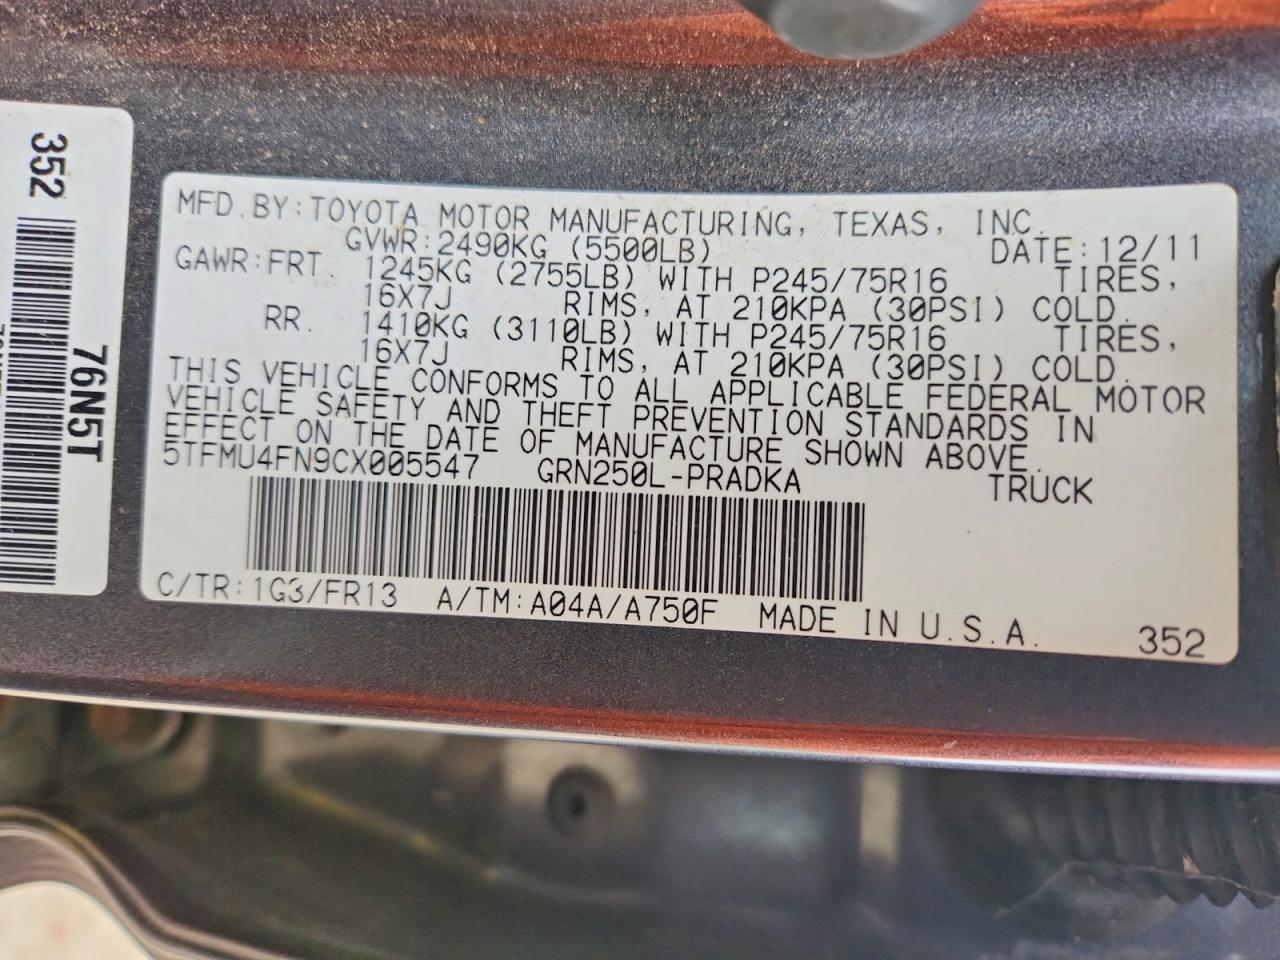 352
76N5T
MFD. BY: TOYOTA MOTOR MANUFACTURING, TEXAS, INC.
GVWR: 2490KG (5500LB) DATE: 12/11
GAWR: FRT. 1245KG (2755LB) WITH P245/75R16 TIRES,
16X7J RIMS, AT 210KPA (30PSI) COLD.
RR. 1410KG (3110LB) WITH P245/75R16 TIRES,
16X7J RIMS, AT 210KPA (30PSI) COLD.
THIS VEHICLE CONFORMS TO ALL APPLICABLE FEDERAL MOTOR
VEHICLE SAFETY AND THEFT PREVENTION STANDARDS IN
EFFECT ON THE DATE OF MANUFACTURE SHOWN ABOVE.
5TFMU4FN9CX005547 GRN250L-PRADKA TRUCK
C/TR: 1G3/FR13 A/TM: A04A/A750F MADE IN U.S.A. 352